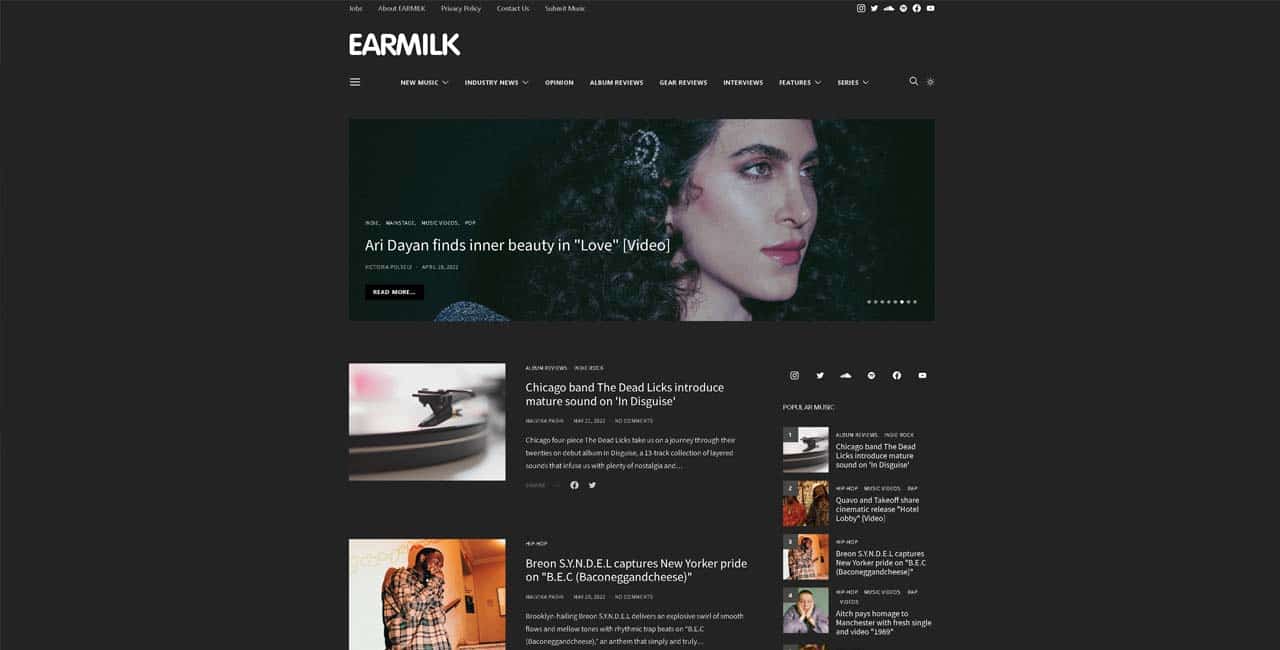 Jobs About EARMILK Privacy Policy Contact Us Submit Music
EARMILK
NEW MUSIC INDUSTRY NEWS OPINION ALBUM REVIEWS GEAR REVIEWS INTERVIEWS FEATURES SERIES
INDIE, MAINSTAGE, MUSIC VIDEOS, POP
Ari Dayan finds inner beauty in "Love" [Video]
VICTORIA POLSELY · APRIL 19, 2022
READ MORE...
ALBUM REVIEWS INDIE ROCK
Chicago band The Dead Licks introduce
mature sound on 'In Disguise'
MALVIKA PADIN · MAY 21, 2022 · NO COMMENTS
Chicago four-piece The Dead Licks take us on a journey through their
twenties on debut album in Disguise, a 13-track collection of layered
sounds that infuse us with plenty of nostalgia and...
SHARE
HIP-HOP
Breon S.Y.N.D.E.L captures New Yorker pride
on "B.E.C (Baconeggandcheese)"
MALVIKA PADIN · MAY 20, 2022 · NO COMMENTS
Brooklyn-hailing Breon S.Y.N.D.E.L delivers an explosive swirl of smooth
flows and mellow tones with rhythmic trap beats on "B.E.C
(Baconeggandcheese)," an anthem that simply and truly...
POPULAR MUSIC
1
ALBUM REVIEWS INDIE ROCK
Chicago band The Dead
Licks introduce mature
sound on 'In Disguise'
2
HIP-HOP MUSIC VIDEOS RAP
Quavo and Takeoff share
cinematic release "Hotel
Lobby" [Video]
3
HIP-HOP
Breon S.Y.N.D.E.L captures
New Yorker pride on "B.E.C
(Baconeggandcheese)"
4
HIP-HOP MUSIC VIDEOS RAP
VIDEOS
Aitch pays homage to
Manchester with fresh single
and video "1989"